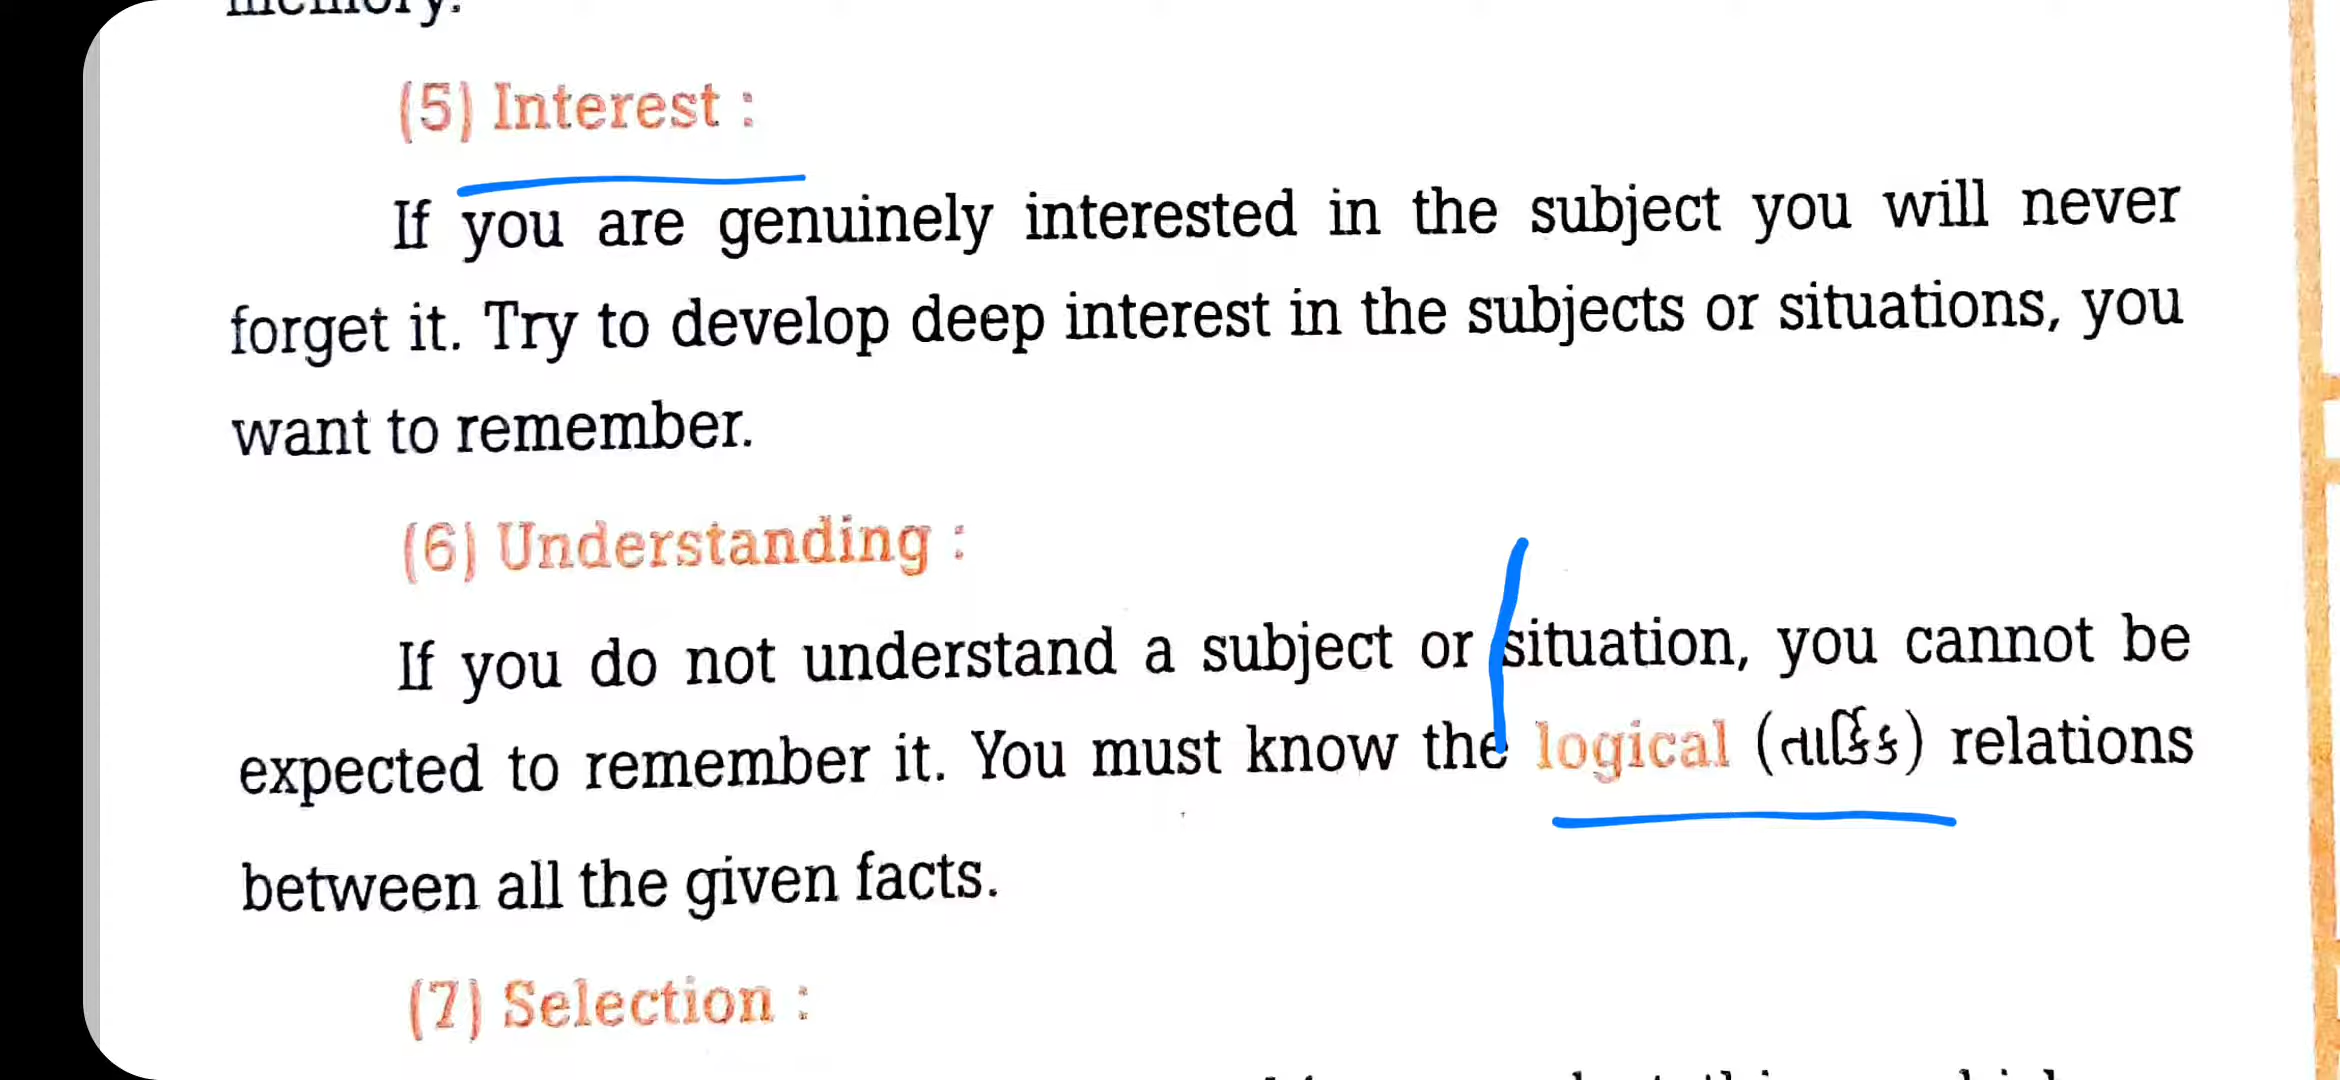 memory.
(5) Interest :
If you are genuinely interested in the subject you will never
forget it. Try to develop deep interest in the subjects or situations, you
want to remember.
(6) Understanding :
If you do not understand a subject or situation, you cannot be
expected to remember it. You must know the logical (તાર્કિક) relations
between all the given facts.
(7) Selection :